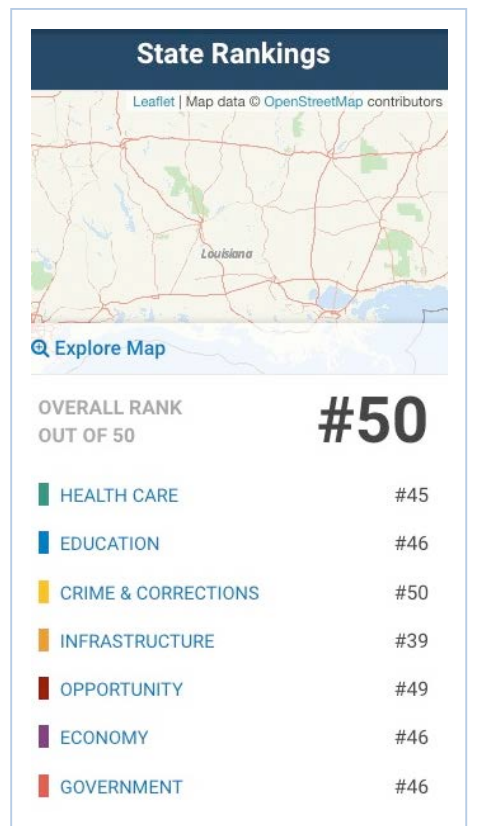 State Rankings
Leaflet | Map data © OpenStreetMap contributors
Louisiana
Explore Map
OVERALL RANK
OUT OF 50
#50
HEALTH CARE #45
EDUCATION #46
CRIME & CORRECTIONS #50
INFRASTRUCTURE #39
OPPORTUNITY #49
ECONOMY #46
GOVERNMENT #46